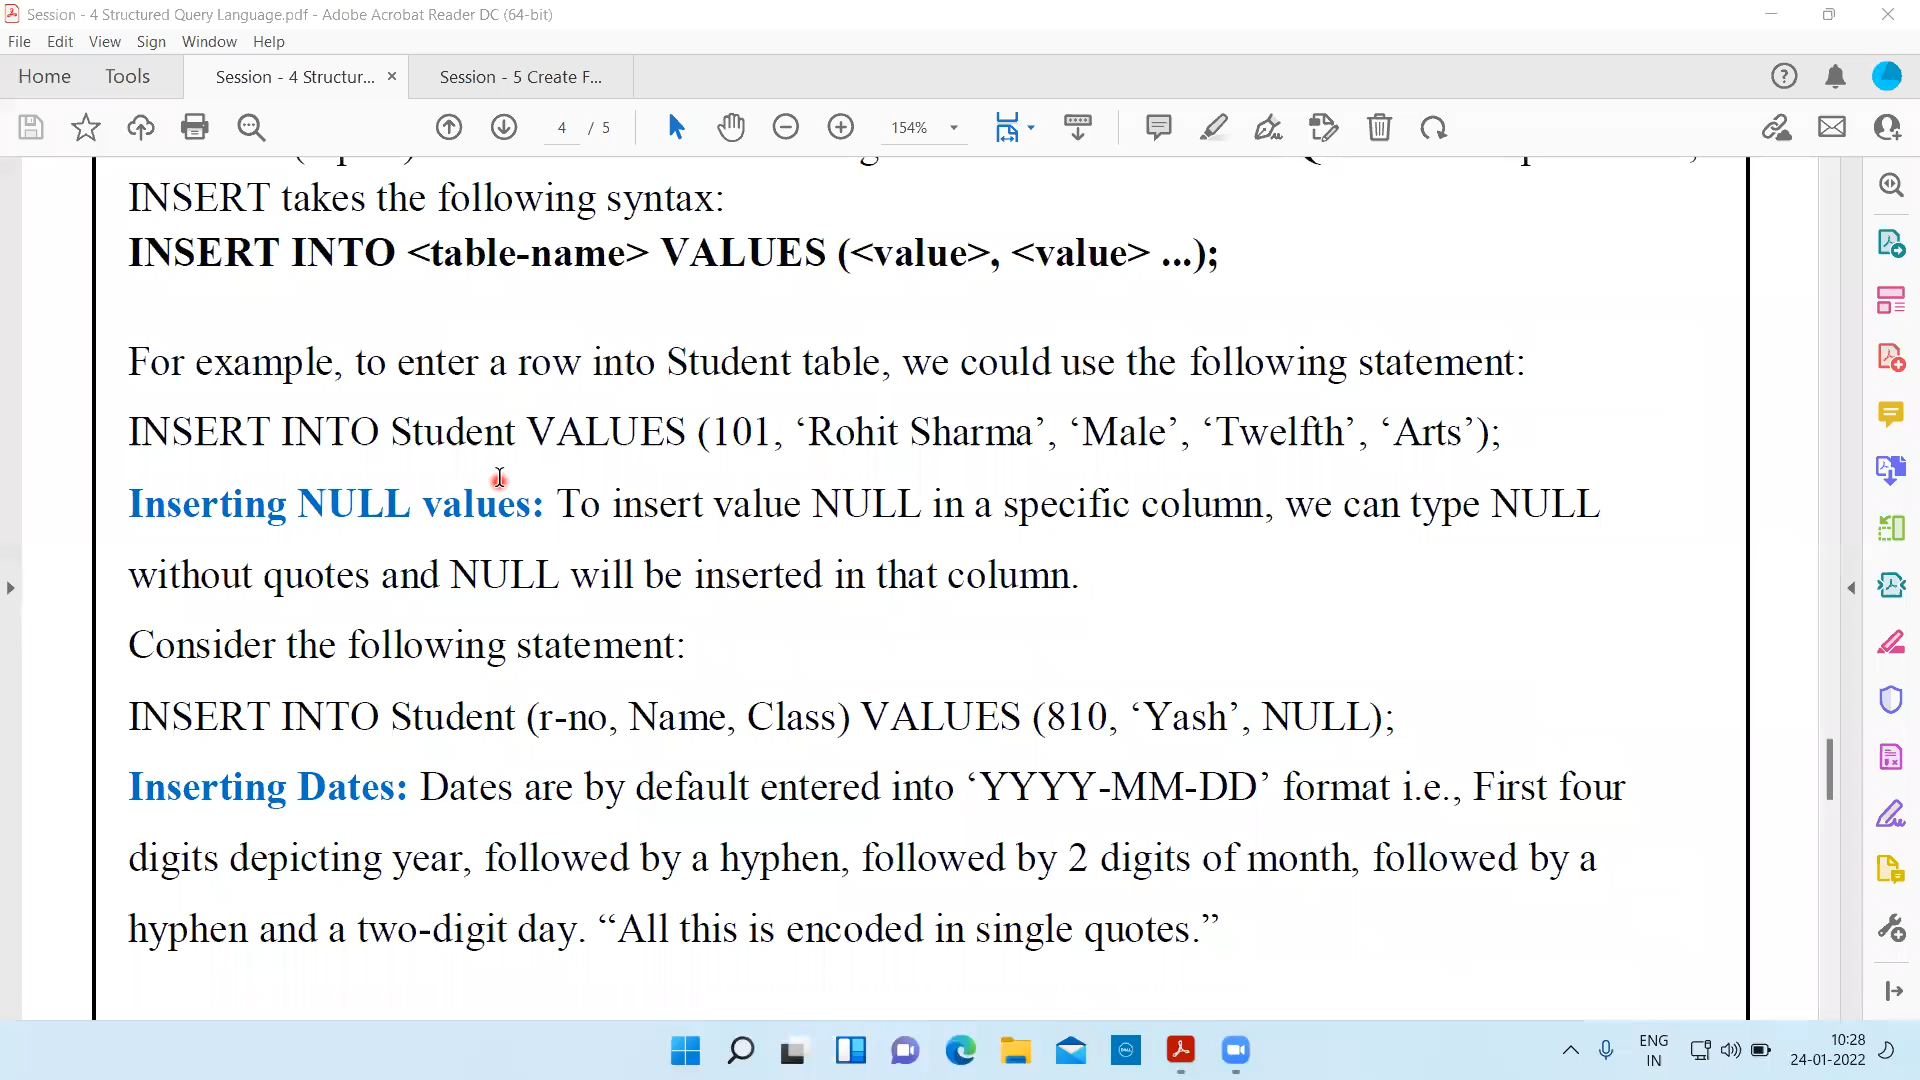 Session - 4 Structured Query Language.pdf - Adobe Acrobat Reader DC (64-bit)
File Edit View Sign Window Help
Home Tools Session - 4 Structur... × Session - 5 Create F...
4 / 5 154%
INSERT takes the following syntax:
INSERT INTO <table-name> VALUES (<value>, <value> ...);
For example, to enter a row into Student table, we could use the following statement:
INSERT INTO Student VALUES (101, ‘Rohit Sharma’, ‘Male’, ‘Twelfth’, ‘Arts’);
Inserting NULL values: To insert value NULL in a specific column, we can type NULL
without quotes and NULL will be inserted in that column.
Consider the following statement:
INSERT INTO Student (r-no, Name, Class) VALUES (810, ‘Yash’, NULL);
Inserting Dates: Dates are by default entered into ‘YYYY-MM-DD’ format i.e., First four
digits depicting year, followed by a hyphen, followed by 2 digits of month, followed by a
hyphen and a two-digit day. “All this is encoded in single quotes.”
ENG
IN
10:28
24-01-2022